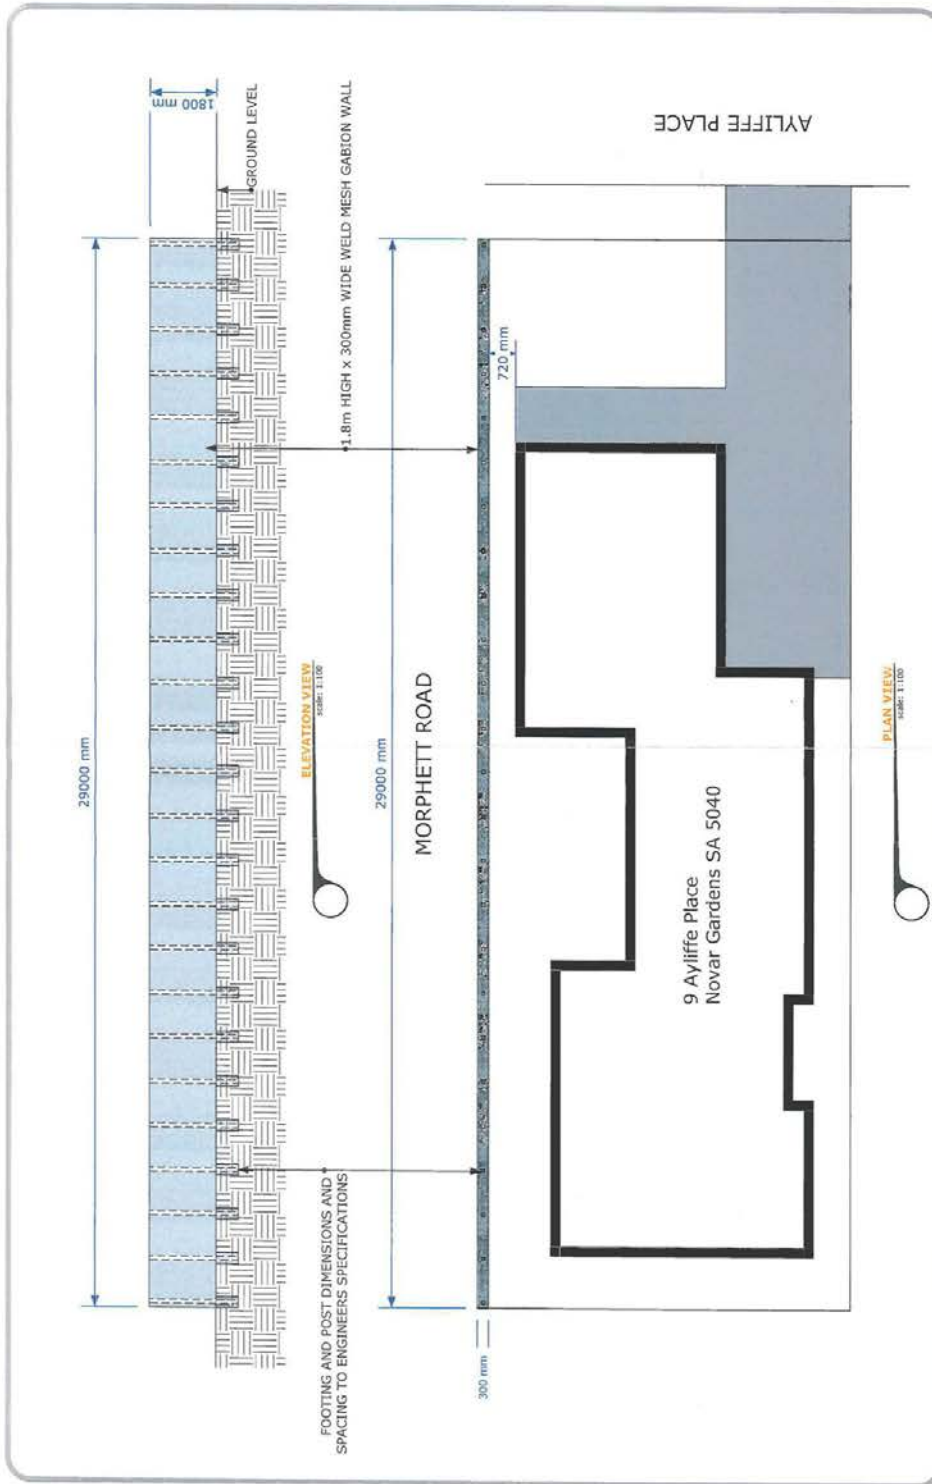 29000 mm
1800 mm
GROUND LEVEL
1.8m HIGH x 300mm WIDE WELD MESH GABION WALL
FOOTING AND POST DIMENSIONS AND
SPACING TO ENGINEERS SPECIFICATIONS
ELEVATION VIEW
scale: 1:100
29000 mm
MORPHETT ROAD
300 mm
720 mm
AYLIFFE PLACE
9 Ayliffe Place
Novar Gardens SA 5040
PLAN VIEW
scale: 1:100